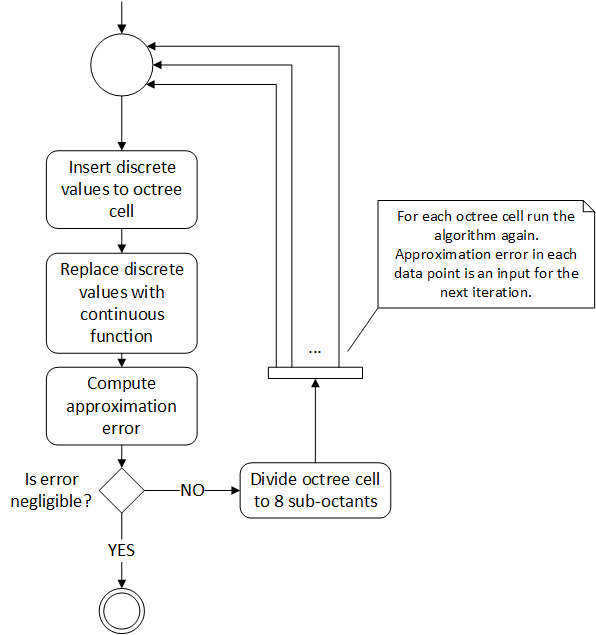 Insert discrete
values to octree
cell
Replace discrete
values with
continuous
function
Compute
approximation
error
Is error
negligible?
NO
YES
Divide octree cell
to 8 sub-octants
...
For each octree cell run the
algorithm again.
Approximation error in each
data point is an input for the
next iteration.